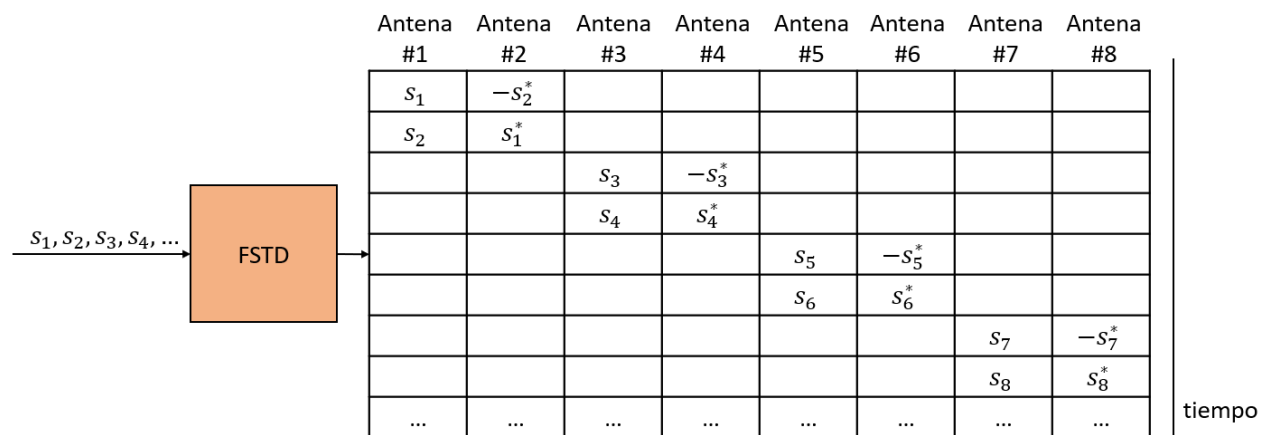 Antena #1 Antena #2 Antena #3 Antena #4 Antena #5 Antena #6 Antena #7 Antena #8
s₁ −s₂*
s₂ s₁*
s₃ −s₃*
s₄ s₄*
s₁, s₂, s₃, s₄, ...
FSTD
s₅ −s₅*
s₆ s₆*
s₇ −s₇*
s₈ s₈*
... ... ... ... ... ... ... ...
tiempo